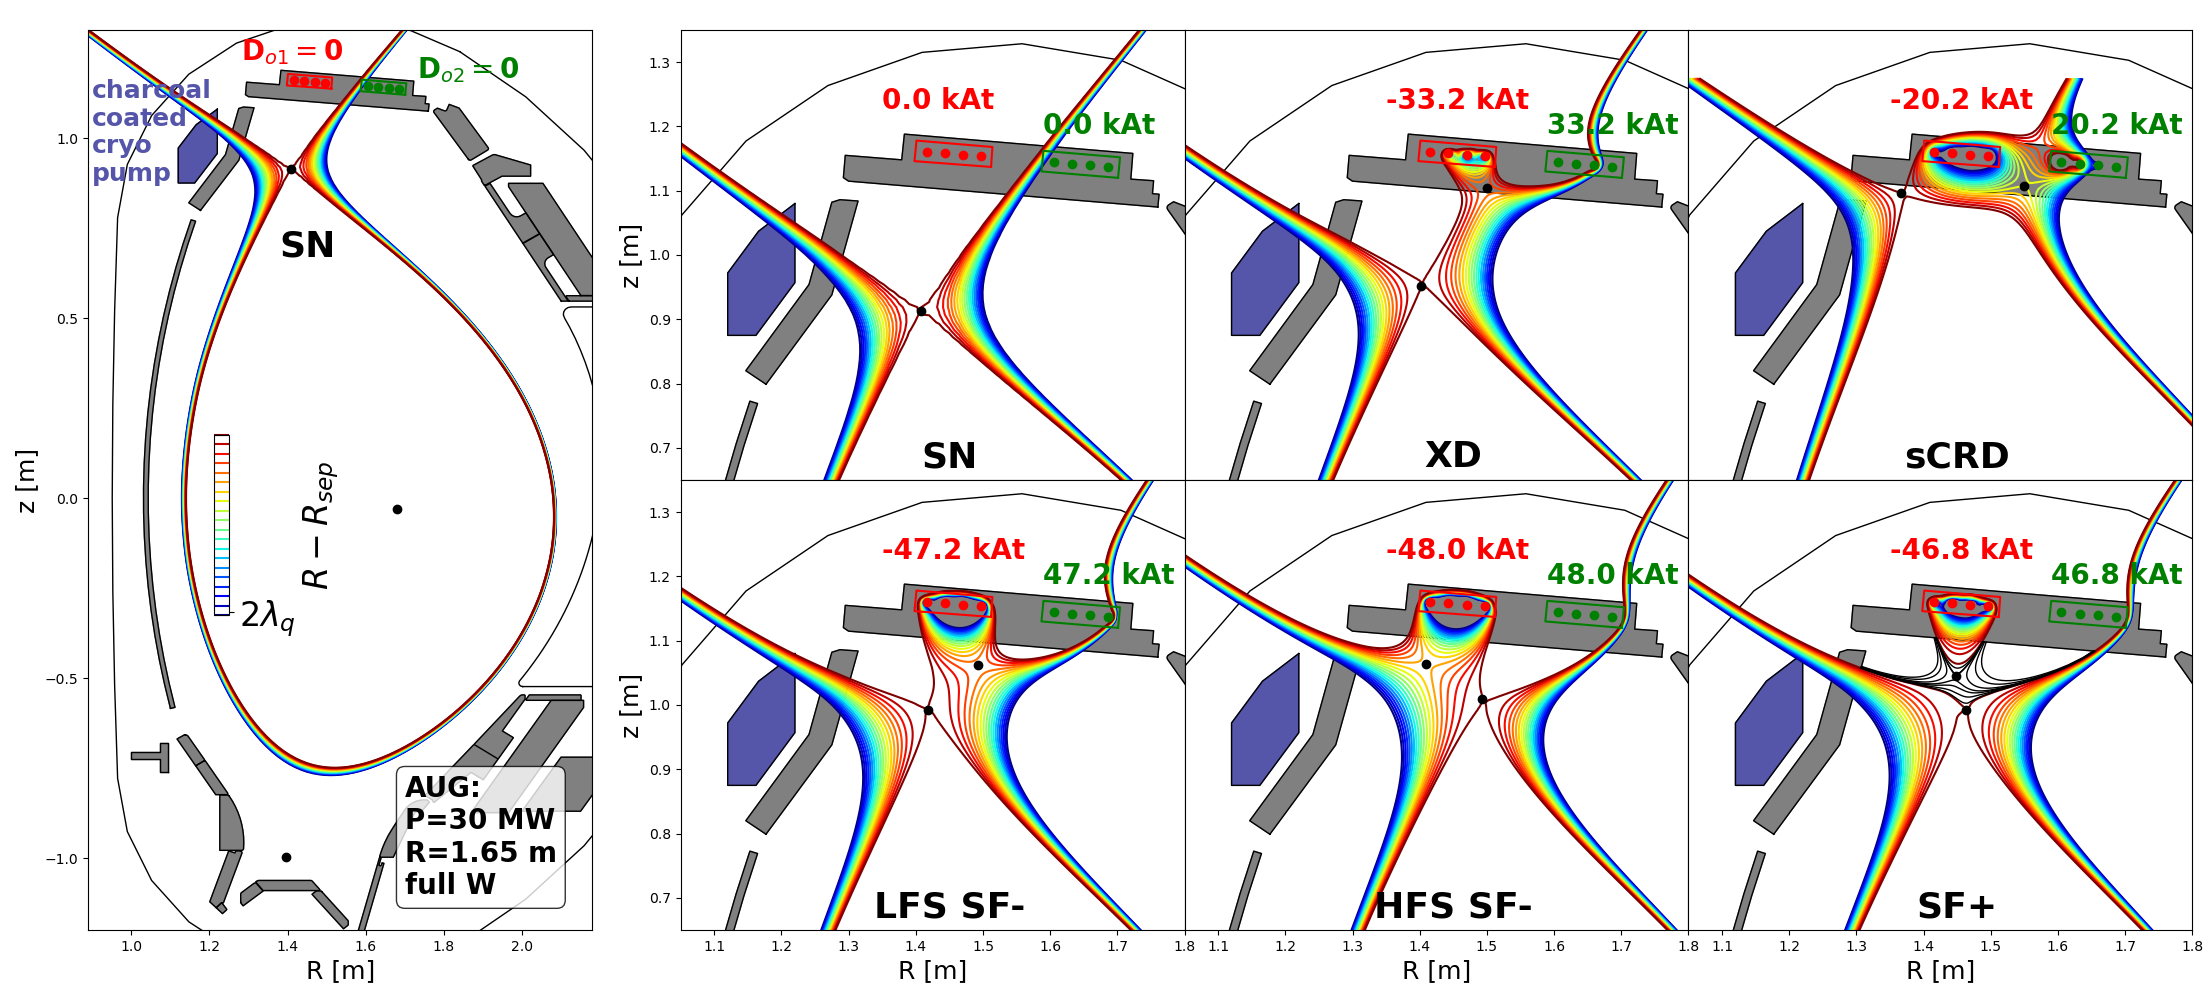 D_o1 = 0
D_o2 = 0
charcoal
coated
cryo
pump
SN
R − R_sep
2λ_q
AUG:
P=30 MW
R=1.65 m
full W
z [m]
1.0
0.5
0.0
−0.5
−1.0
1.0 1.2 1.4 1.6 1.8 2.0
R [m]
0.0 kAt
0.0 kAt
SN
-33.2 kAt
33.2 kAt
XD
-20.2 kAt
20.2 kAt
sCRD
z [m]
1.3
1.2
1.1
1.0
0.9
0.8
0.7
-47.2 kAt
47.2 kAt
LFS SF-
-48.0 kAt
48.0 kAt
HFS SF-
-46.8 kAt
46.8 kAt
SF+
z [m]
1.3
1.2
1.1
1.0
0.9
0.8
0.7
1.1 1.2 1.3 1.4 1.5 1.6 1.7 1.8
R [m]
1.1 1.2 1.3 1.4 1.5 1.6 1.7 1.8
R [m]
1.1 1.2 1.3 1.4 1.5 1.6 1.7 1.8
R [m]